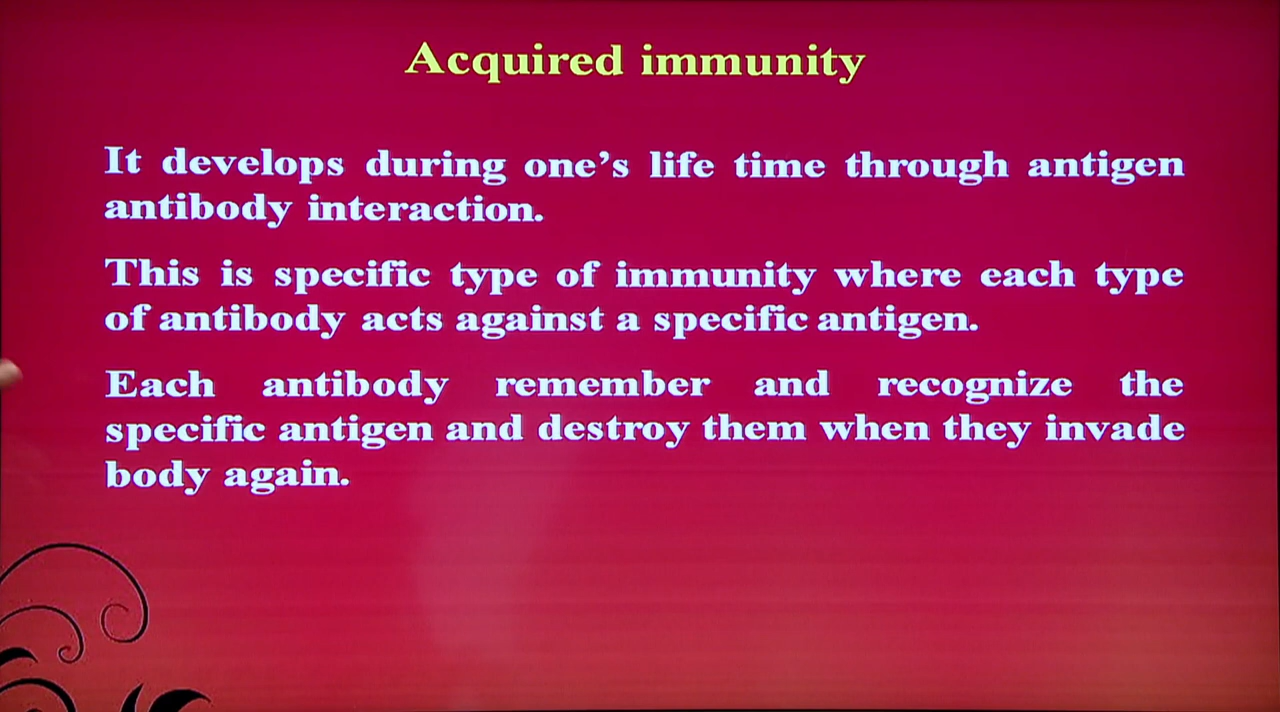 Acquired immunity
It develops during one’s life time through antigen
antibody interaction.
This is specific type of immunity where each type
of antibody acts against a specific antigen.
Each antibody remember and recognize the
specific antigen and destroy them when they invade
body again.